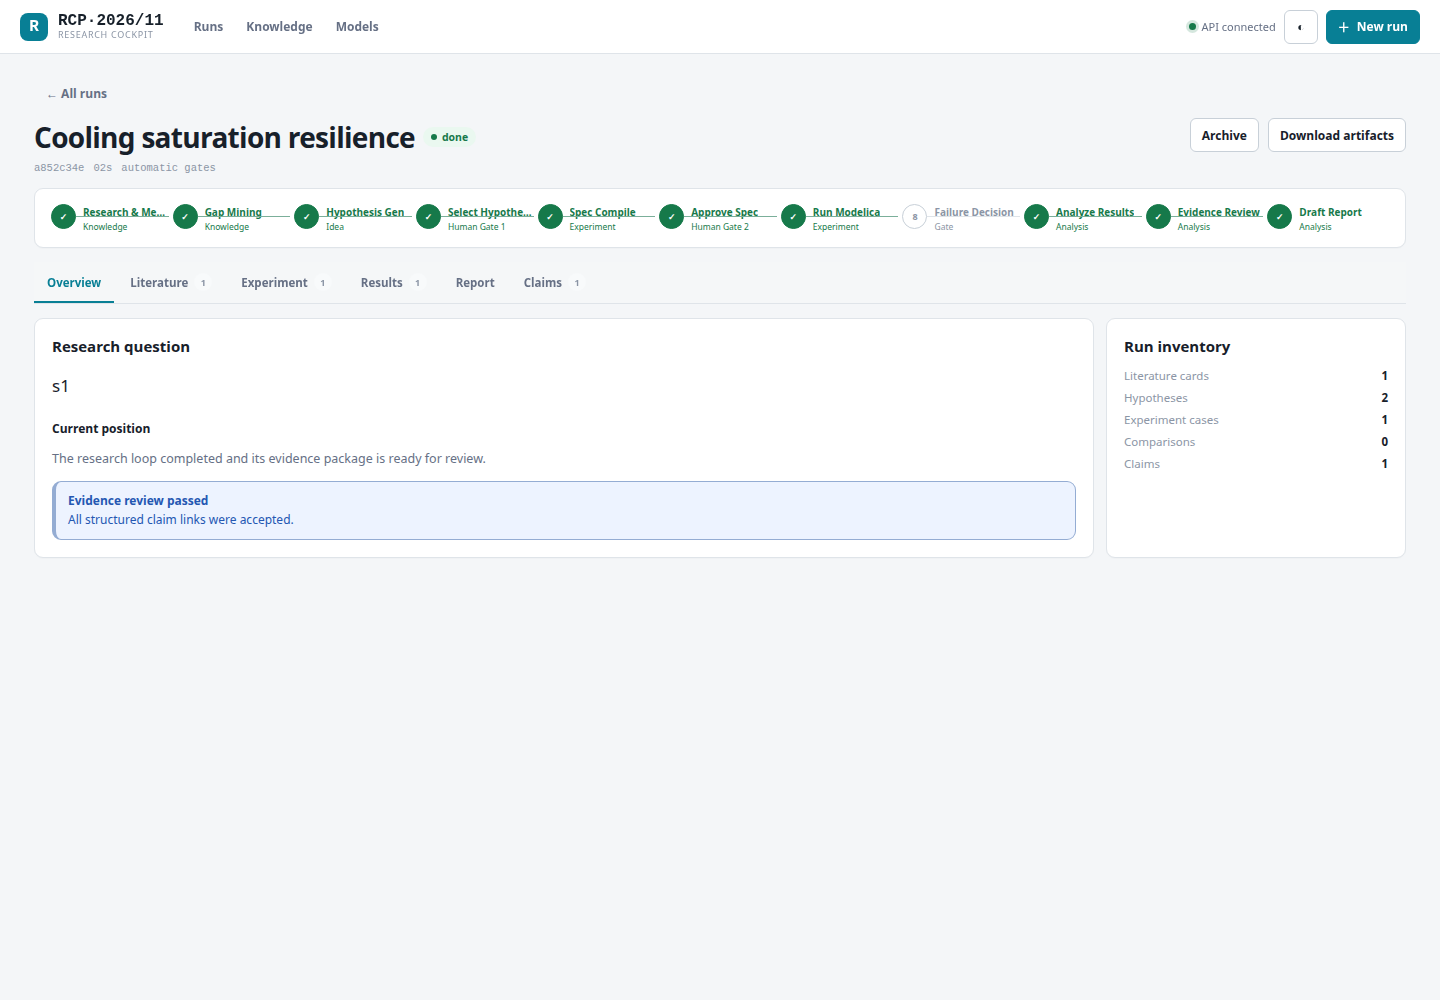 R
RCP·2026/11
RESEARCH COCKPIT
Runs Knowledge Models
API connected
+ New run
← All runs
Cooling saturation resilience
done
Archive
Download artifacts
a852c34e 02s automatic gates
✓ Research & Me...
Knowledge
✓ Gap Mining
Knowledge
✓ Hypothesis Gen
Idea
✓ Select Hypothe...
Human Gate 1
✓ Spec Compile
Experiment
✓ Approve Spec
Human Gate 2
✓ Run Modelica
Experiment
8 Failure Decision
Gate
✓ Analyze Results
Analysis
✓ Evidence Review
Analysis
✓ Draft Report
Analysis
Overview Literature 1 Experiment 1 Results 1 Report Claims 1
Research question
s1
Current position
The research loop completed and its evidence package is ready for review.
Evidence review passed
All structured claim links were accepted.
Run inventory
Literature cards 1
Hypotheses 2
Experiment cases 1
Comparisons 0
Claims 1